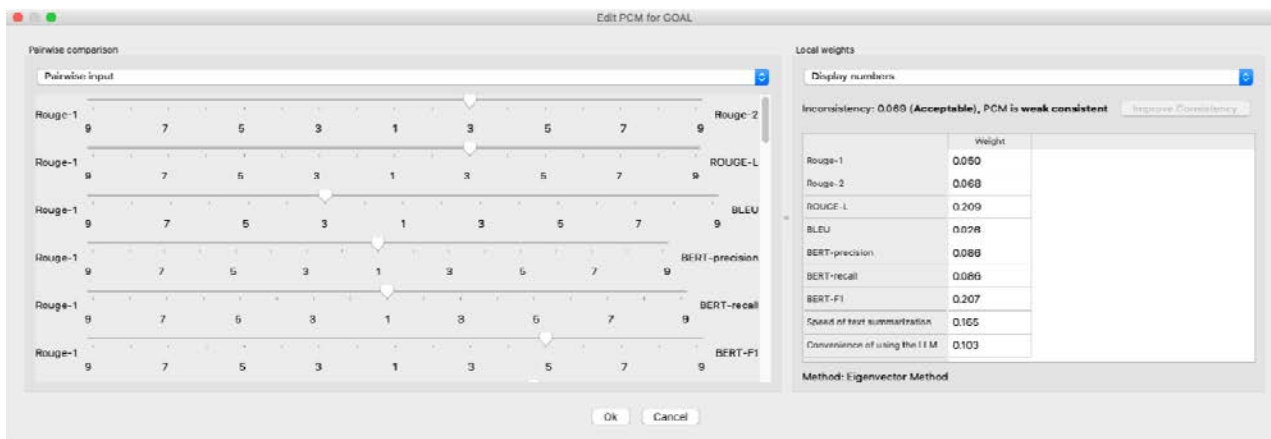 Edit PCM for GOAL
Pairwise comparison
Pairwise input
Rouge-1 Rouge-2
9 7 5 3 1 3 5 7 9
Rouge-1 ROUGE-L
9 7 5 3 1 3 5 7 9
Rouge-1 BLEU
9 7 5 3 1 3 5 7 9
Rouge-1 BERT-precision
9 7 5 3 1 3 5 7 9
Rouge-1 BERT-recall
9 7 5 3 1 3 5 7 9
Rouge-1 BERT-F1
9 7 5 3 1 3 5 7 9
Local weights
Display numbers
Inconsistency: 0.069 (Acceptable), PCM is weak consistent Improve Consistency
Weight
Rouge-1 0.050
Rouge-2 0.068
ROUGE-L 0.209
BLEU 0.026
BERT-precision 0.086
BERT-recall 0.086
BERT-F1 0.207
Speed of text summarization 0.165
Convenience of using the LLM 0.103
Method: Eigenvector Method
Ok Cancel